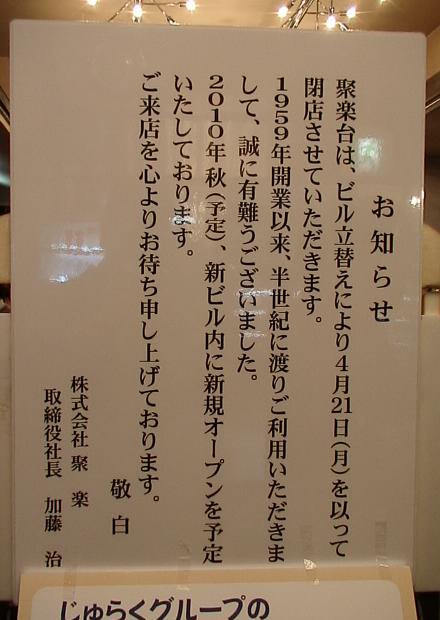 お知らせ
聚楽台は、ビル立替えにより4月21日(月)を以って
閉店させていただきます。
1959年開業以来、半世紀に渡りご利用いただきま
して、誠に有難うございました。
2010年秋(予定)、新ビル内に新規オープンを予定
いたしております。
ご来店を心よりお待ち申し上げております。
敬白
株式会社 聚楽
取締役社長 加藤 治
じゅらくグループの